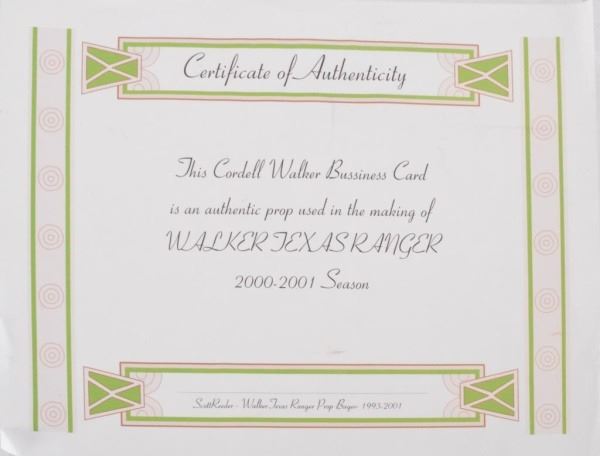 Certificate of Authenticity
This Cordell Walker Bussiness Card
is an authentic prop used in the making of
WALKER TEXAS RANGER
2000-2001 Season
ScottReeder - Walker Texas Ranger Prop Buyer 1993-2001